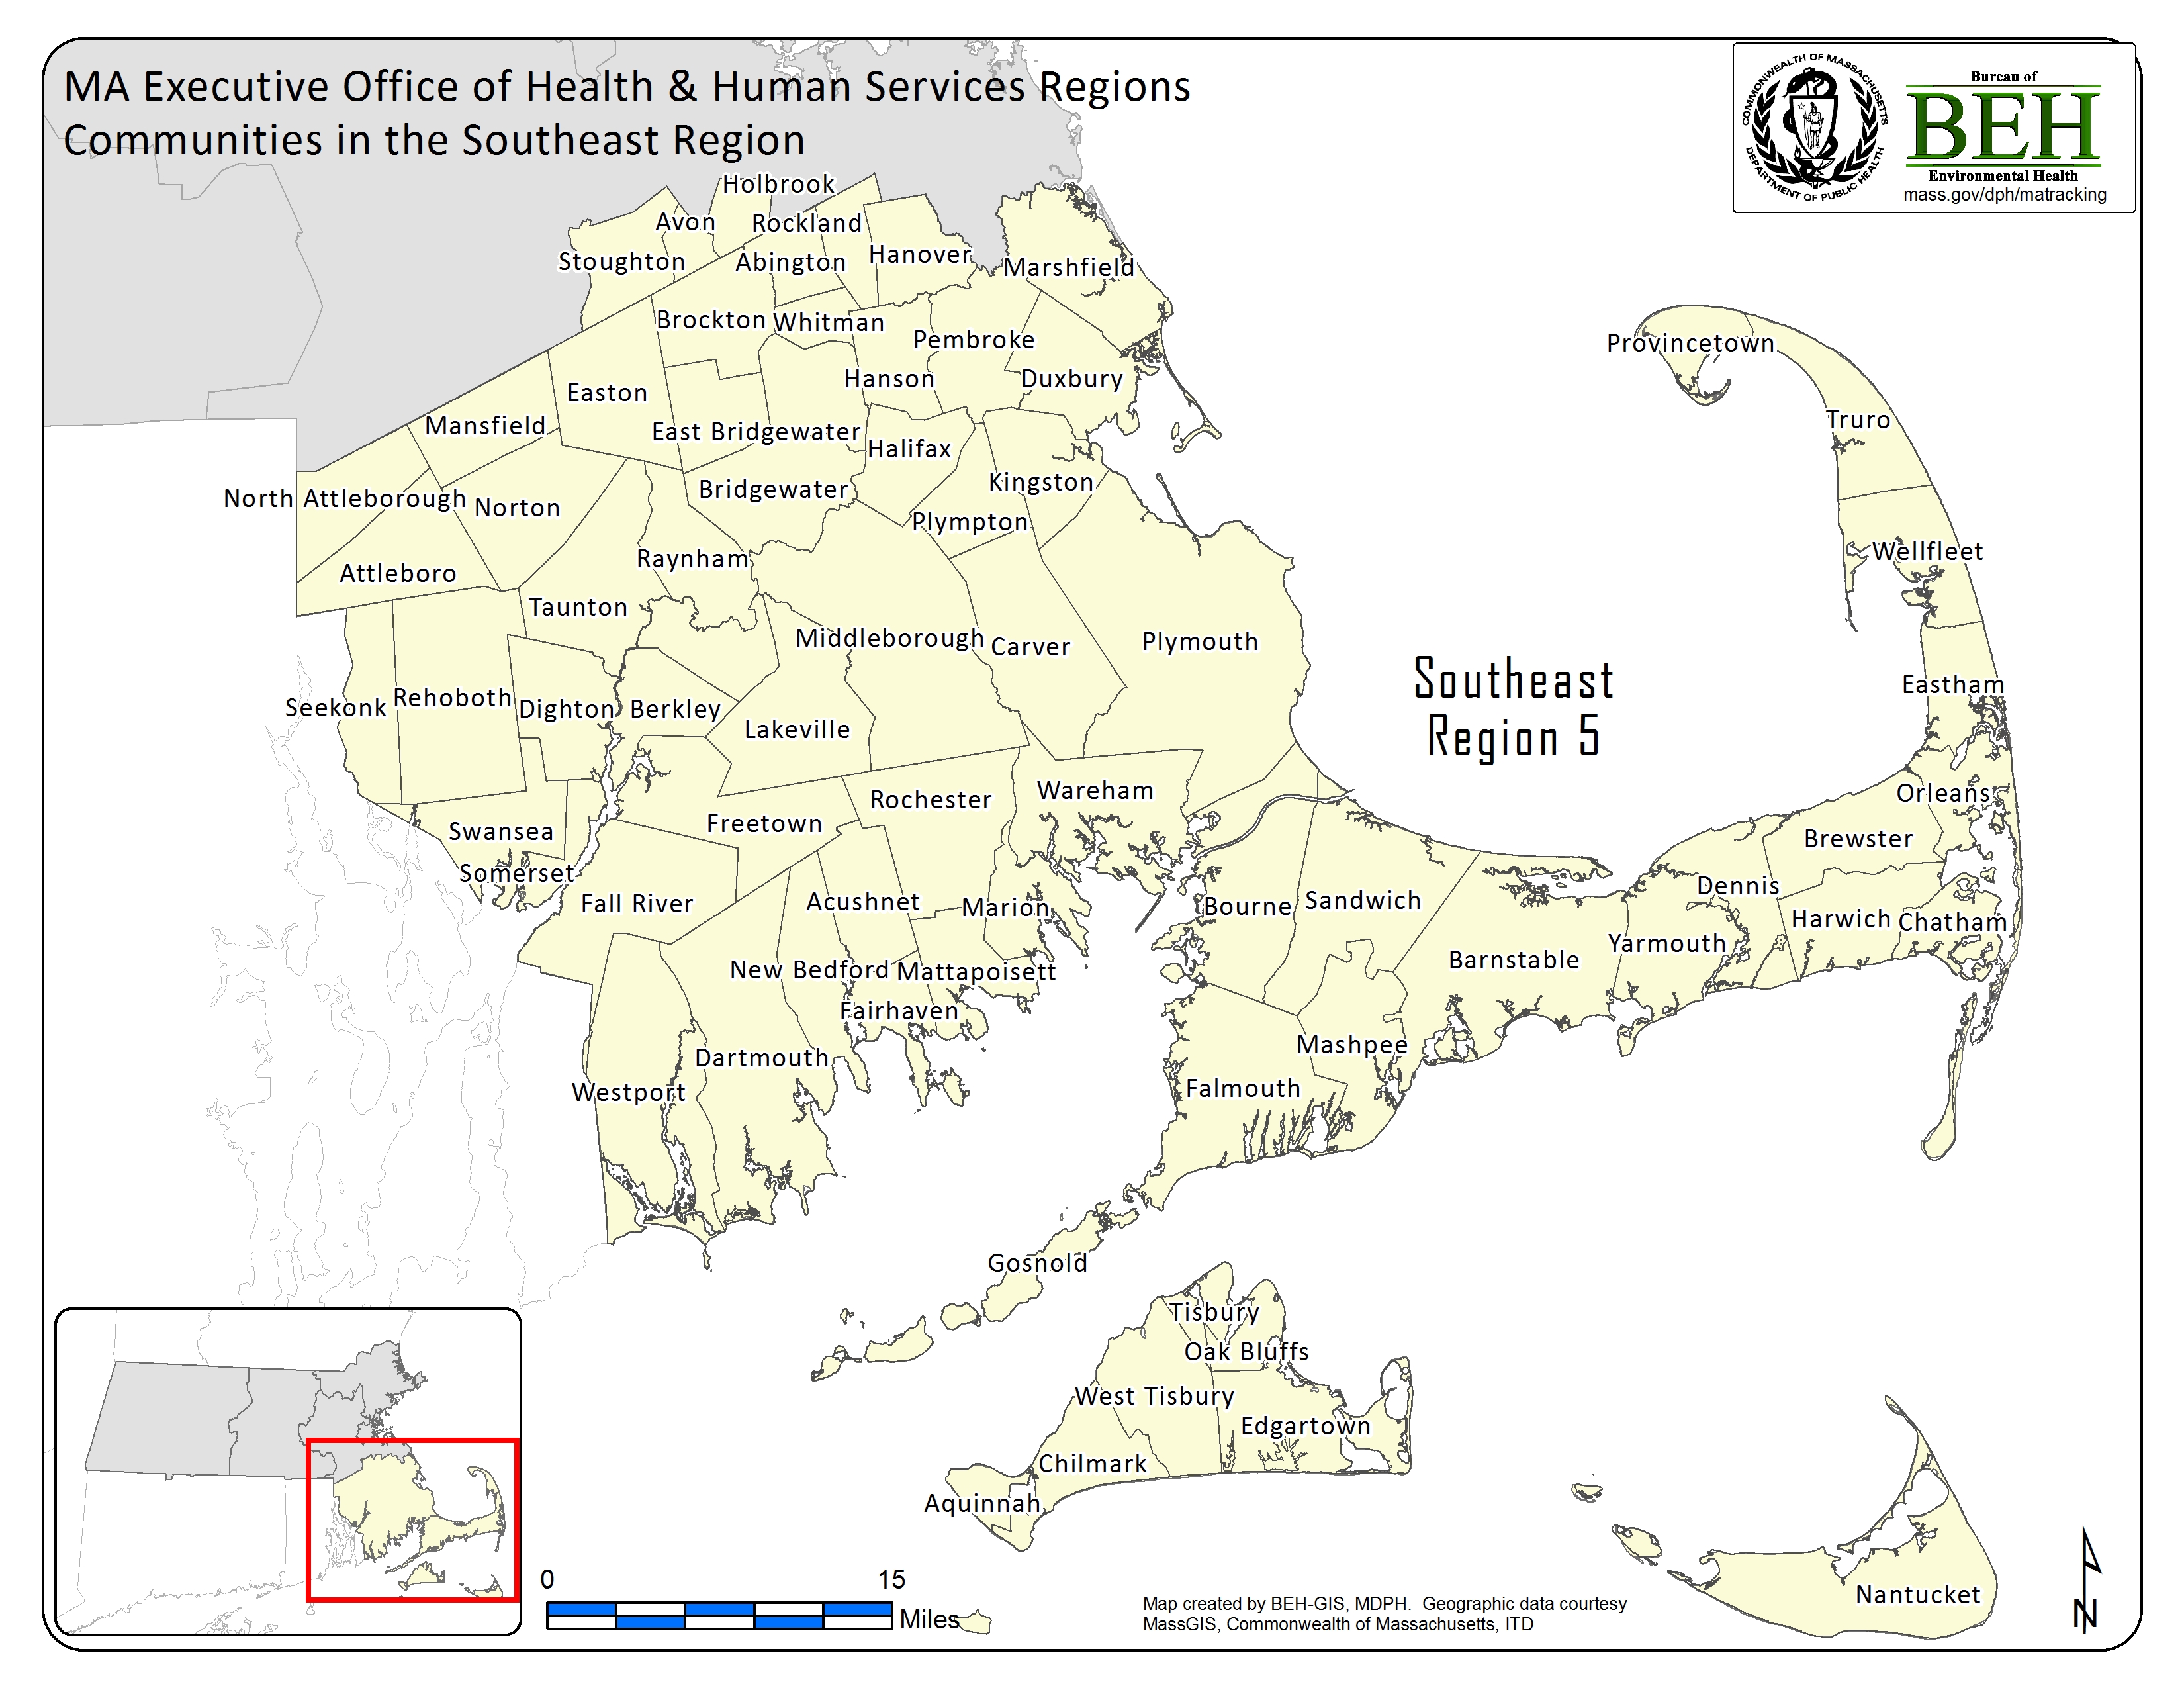 MA Executive Office of Health & Human Services Regions
Communities in the Southeast Region
COMMONWEALTH OF MASSACHUSETTS
DEPARTMENT OF PUBLIC HEALTH
Bureau of
BEH
Environmental Health
mass.gov/dph/matracking
Holbrook
Avon
Rockland
Stoughton
Abington
Hanover
Marshfield
Brockton
Whitman
Pembroke
Provincetown
Easton
Hanson
Duxbury
Mansfield
East Bridgewater
Halifax
Truro
North Attleborough
Norton
Bridgewater
Kingston
Plympton
Attleboro
Raynham
Wellfleet
Taunton
Middleborough
Carver
Plymouth
Southeast
Region 5
Seekonk
Rehoboth
Dighton
Berkley
Lakeville
Eastham
Swansea
Freetown
Rochester
Wareham
Orleans
Brewster
Somerset
Fall River
Acushnet
Marion
Bourne
Sandwich
Dennis
Harwich
Chatham
New Bedford
Mattapoisett
Barnstable
Yarmouth
Fairhaven
Dartmouth
Mashpee
Westport
Falmouth
Gosnold
Tisbury
Oak Bluffs
West Tisbury
Edgartown
Chilmark
Aquinnah
Nantucket
0
15
Miles
Map created by BEH-GIS, MDPH. Geographic data courtesy
MassGIS, Commonwealth of Massachusetts, ITD
N